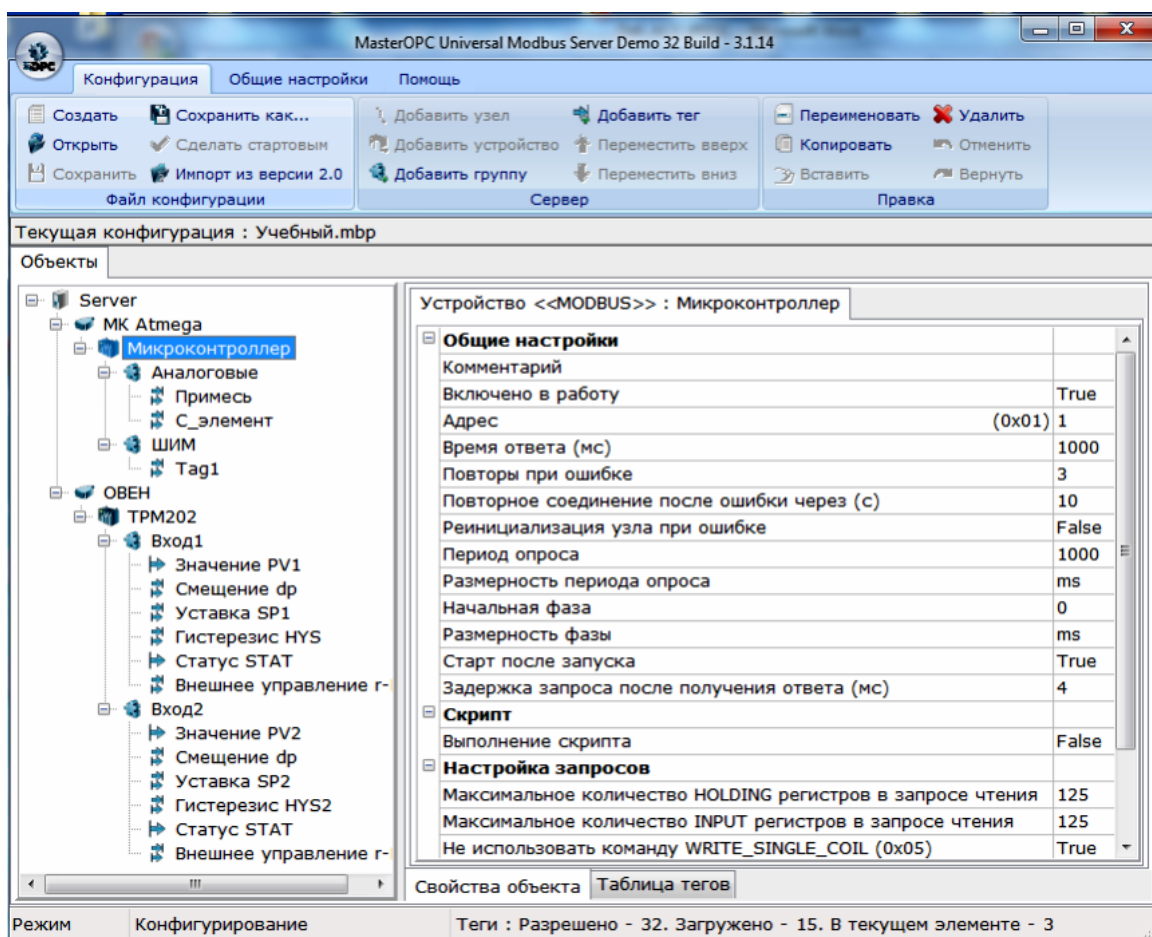 MasterOPC Universal Modbus Server Demo 32 Build - 3.1.14
OPC
Конфигурация Общие настройки Помощь
Создать Сохранить как... Добавить узел Добавить тег Переименовать Удалить
Открыть Сделать стартовым Добавить устройство Переместить вверх Копировать Отменить
Сохранить Импорт из версии 2.0 Добавить группу Переместить вниз Вставить Вернуть
Файл конфигурации Сервер Правка
Текущая конфигурация : Учебный.mbp
Объекты
Server
MK Atmega
Микроконтроллер
Аналоговые
Примесь
С_элемент
ШИМ
Tag1
ОВЕН
ТРМ202
Вход1
Значение PV1
Смещение dp
Уставка SP1
Гистерезис HYS
Статус STAT
Внешнее управление r-
Вход2
Значение PV2
Смещение dp
Уставка SP2
Гистерезис HYS2
Статус STAT
Внешнее управление r-
Устройство <<MODBUS>> : Микроконтроллер
Общие настройки
Комментарий
Включено в работу True
Адрес (0x01) 1
Время ответа (мс) 1000
Повторы при ошибке 3
Повторное соединение после ошибки через (с) 10
Реинициализация узла при ошибке False
Период опроса 1000
Размерность периода опроса ms
Начальная фаза 0
Размерность фазы ms
Старт после запуска True
Задержка запроса после получения ответа (мс) 4
Скрипт
Выполнение скрипта False
Настройка запросов
Максимальное количество HOLDING регистров в запросе чтения 125
Максимальное количество INPUT регистров в запросе чтения 125
Не использовать команду WRITE_SINGLE_COIL (0x05) True
Свойства объекта Таблица тегов
Режим Конфигурирование Теги : Разрешено - 32. Загружено - 15. В текущем элементе - 3